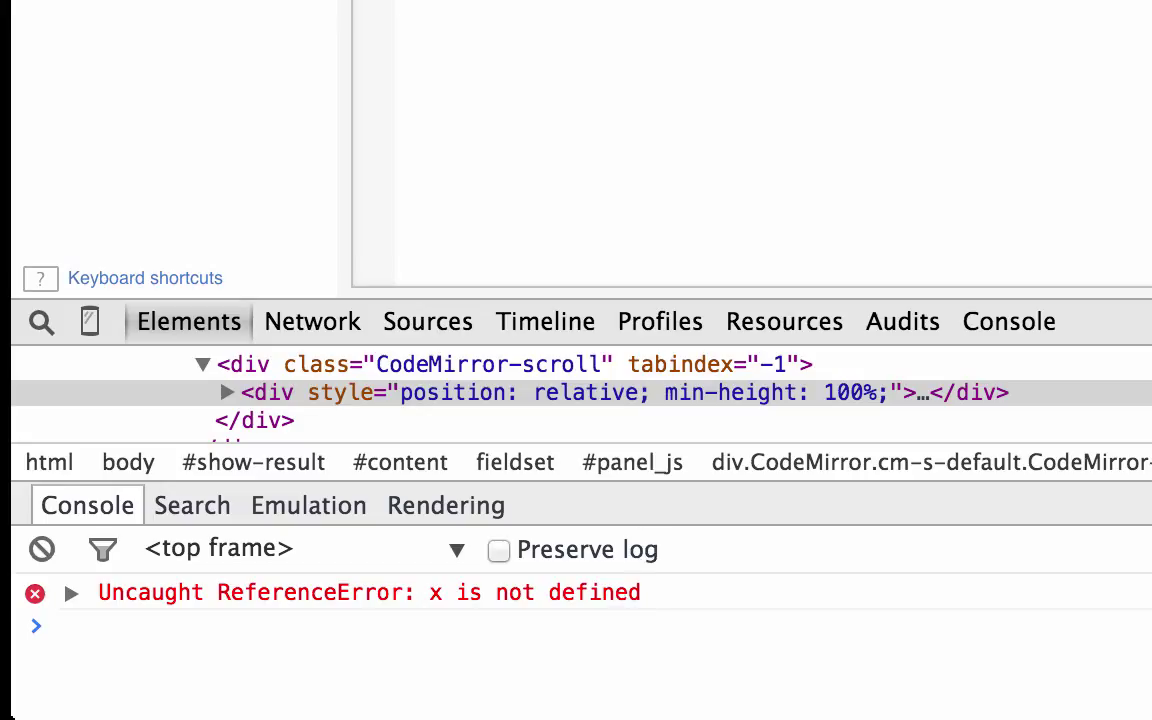 ? Keyboard shortcuts
Elements Network Sources Timeline Profiles Resources Audits Console
▼<div class="CodeMirror-scroll" tabindex="-1">
▶<div style="position: relative; min-height: 100%;">…</div>
</div>
html body #show-result #content fieldset #panel_js div.CodeMirror.cm-s-default.CodeMirror-
Console Search Emulation Rendering
<top frame> ▼ Preserve log
▶ Uncaught ReferenceError: x is not defined
>